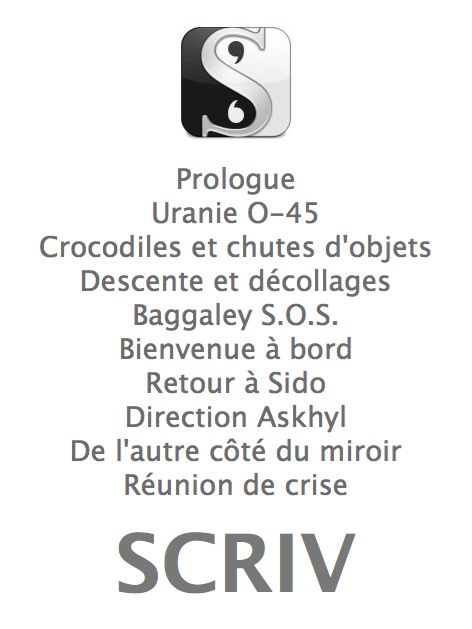 Prologue
Uranie O-45
Crocodiles et chutes d'objets
Descente et décollages
Baggaley S.O.S.
Bienvenue à bord
Retour à Sido
Direction Askhyl
De l'autre côté du miroir
Réunion de crise
SCRIV